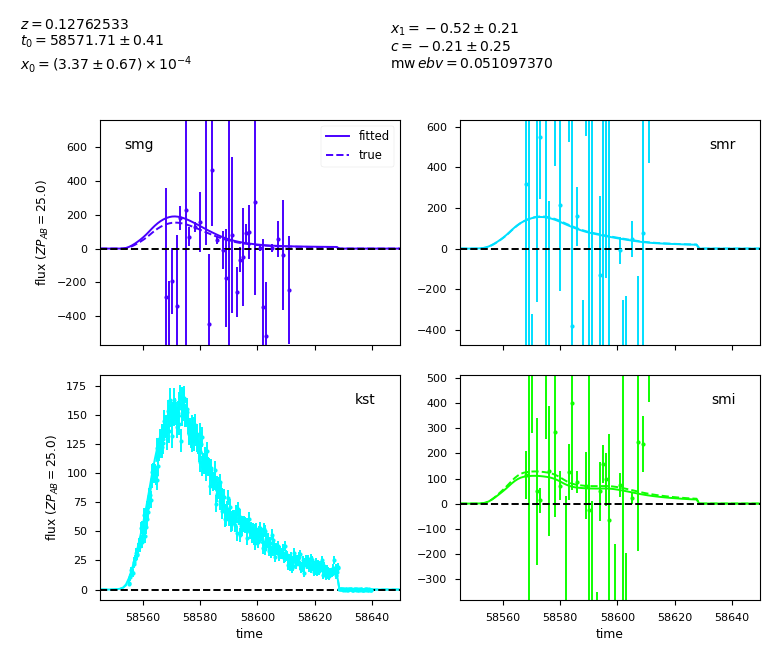 z = 0.12762533
t₀ = 58571.71 ± 0.41
x₀ = (3.37 ± 0.67) × 10⁻⁴
x₁ = −0.52 ± 0.21
c = −0.21 ± 0.25
mw ebv = 0.051097370
smg
fitted
true
flux (ZP_AB = 25.0)
600
400
200
0
−200
−400
smr
600
400
200
0
−200
−400
kst
flux (ZP_AB = 25.0)
175
150
125
100
75
50
25
0
58560 58580 58600 58620 58640
time
smi
500
400
300
200
100
0
−100
−200
−300
58560 58580 58600 58620 58640
time